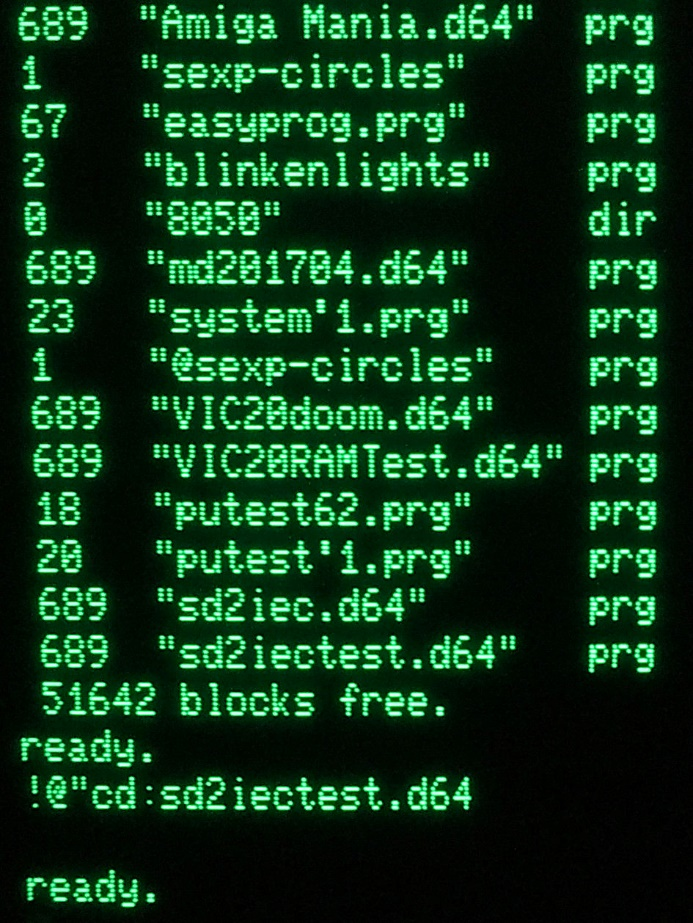 689 "Amiga Mania.d64" prg
1 "sexp-circles" prg
67 "easyprog.prg" prg
2 "blinkenlights" prg
0 "8050" dir
689 "md201704.d64" prg
23 "system'1.prg" prg
1 "@sexp-circles" prg
689 "VIC20doom.d64" prg
689 "VIC20RAMTest.d64" prg
18 "putest62.prg" prg
20 "putest'1.prg" prg
689 "sd2iec.d64" prg
689 "sd2iectest.d64" prg
51642 blocks free.
ready.
!@"cd:sd2iectest.d64
ready.